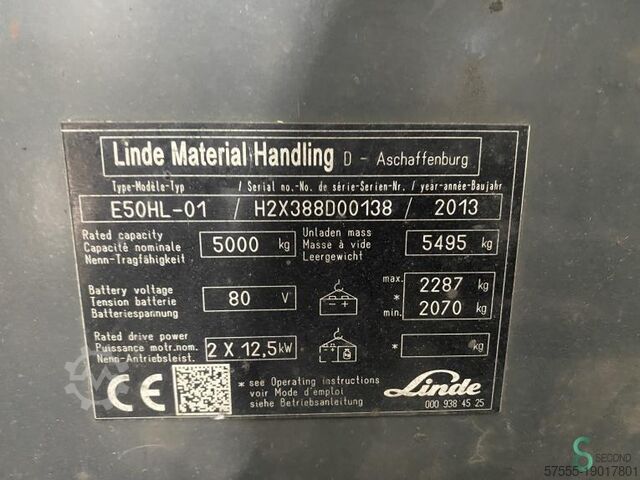 Linde Material Handling D - Aschaffenburg
Type-Modèle-Typ / Serial no.-No. de série-Serien-Nr. / year-année-Baujahr
E50HL-01 / H2X388D00138 / 2013
Rated capacity
Capacité nominale
Nenn-Tragfähigkeit
5000 kg
Unladen mass
Masse à vide
Leergewicht
5495 kg
Battery voltage
Tension batterie
Batteriespannung
80 V
max. 2287 kg
*
min. 2070 kg
Rated drive power
Puissance motr.nom.
Nenn-Antriebsleist.
2 X 12,5 kW
* kg
CE
* see Operating instructions
voir Mode d'emploi
siehe Betriebsanleitung
Linde
000 938 45 25
S SECOND
57555-19017801